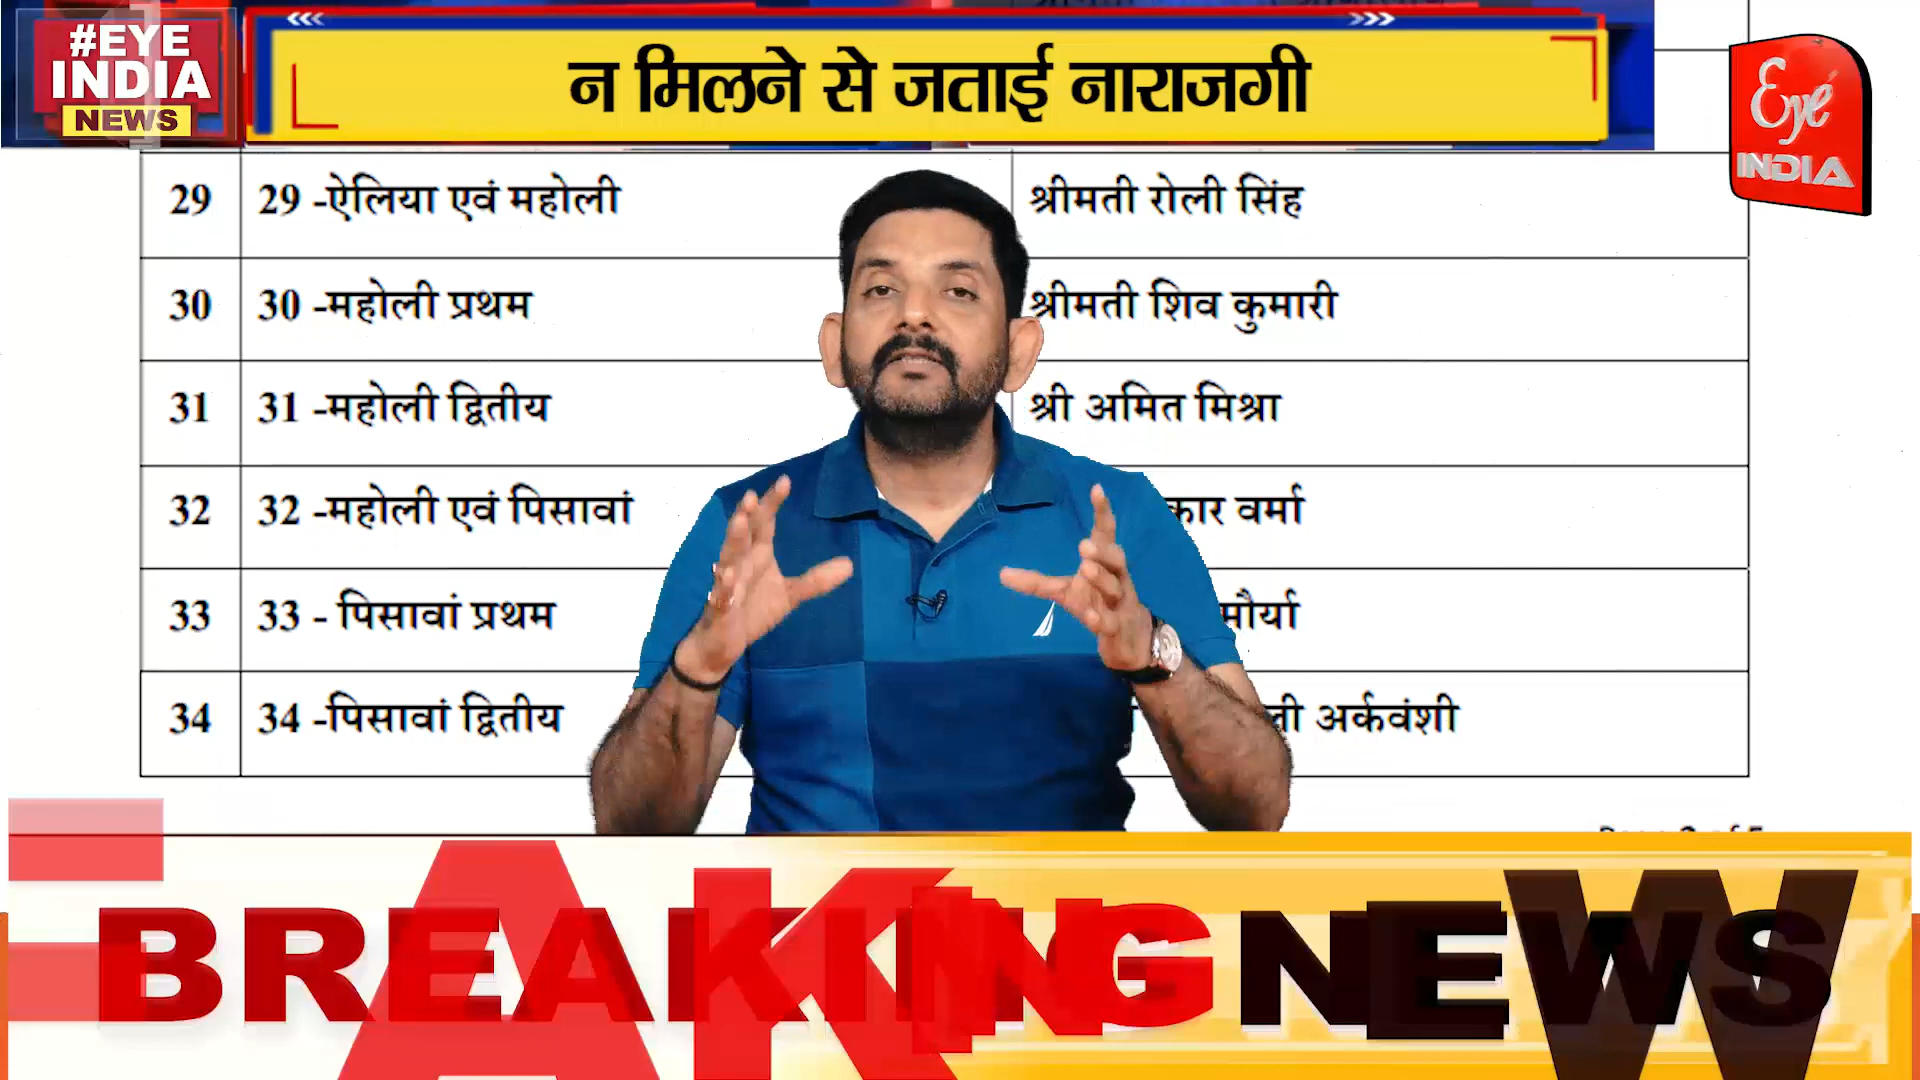 #EYE
INDIA
NEWS
न मिलने से जताई नाराजगी
Eye
INDIA
29 29 -ऐलिया एवं महोली श्रीमती रोली सिंह
30 30 -महोली प्रथम श्रीमती शिव कुमारी
31 31 -महोली द्वितीय श्री अमित मिश्रा
32 32 -महोली एवं पिसावां वर्मा
33 33 - पिसावां प्रथम मौर्या
34 34 -पिसावां द्वितीय अर्कवंशी
BREAKING NEWS